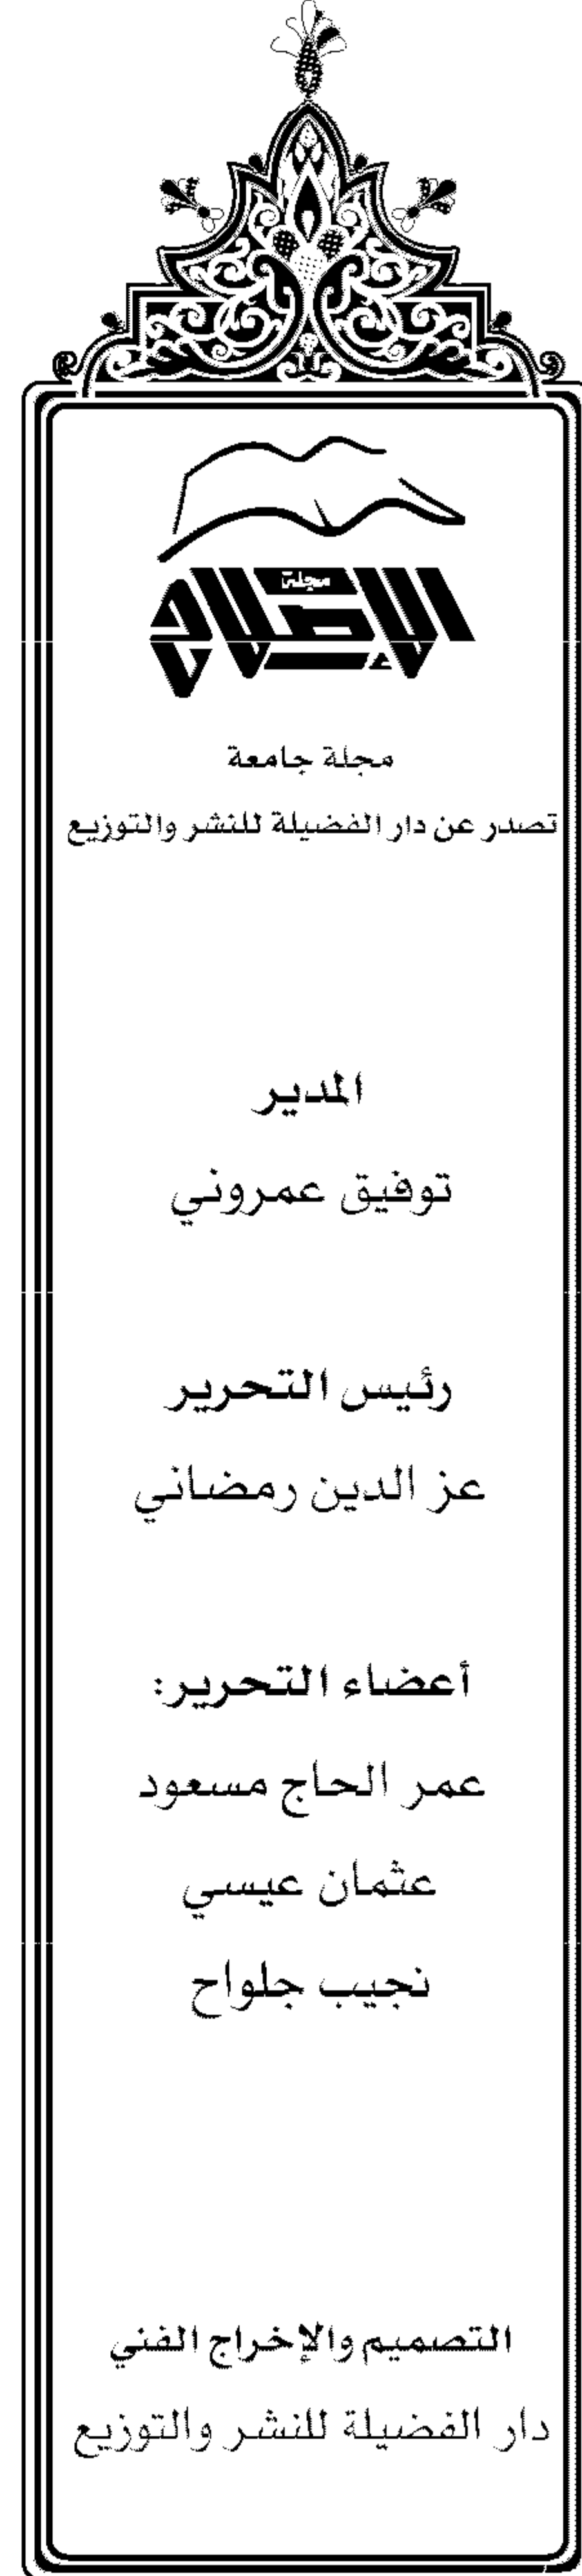 مجلة
الإصلاح
مجلة جامعة
تصدر عن دار الفضيلة للنشر والتوزيع
المدير
توفيق عمروني
رئيس التحرير
عز الدين رمضاني
أعضاء التحرير:
عمر الحاج مسعود
عثمان عيسي
نجيب جلواح
التصميم والإخراج الفني
دار الفضيلة للنشر والتوزيع